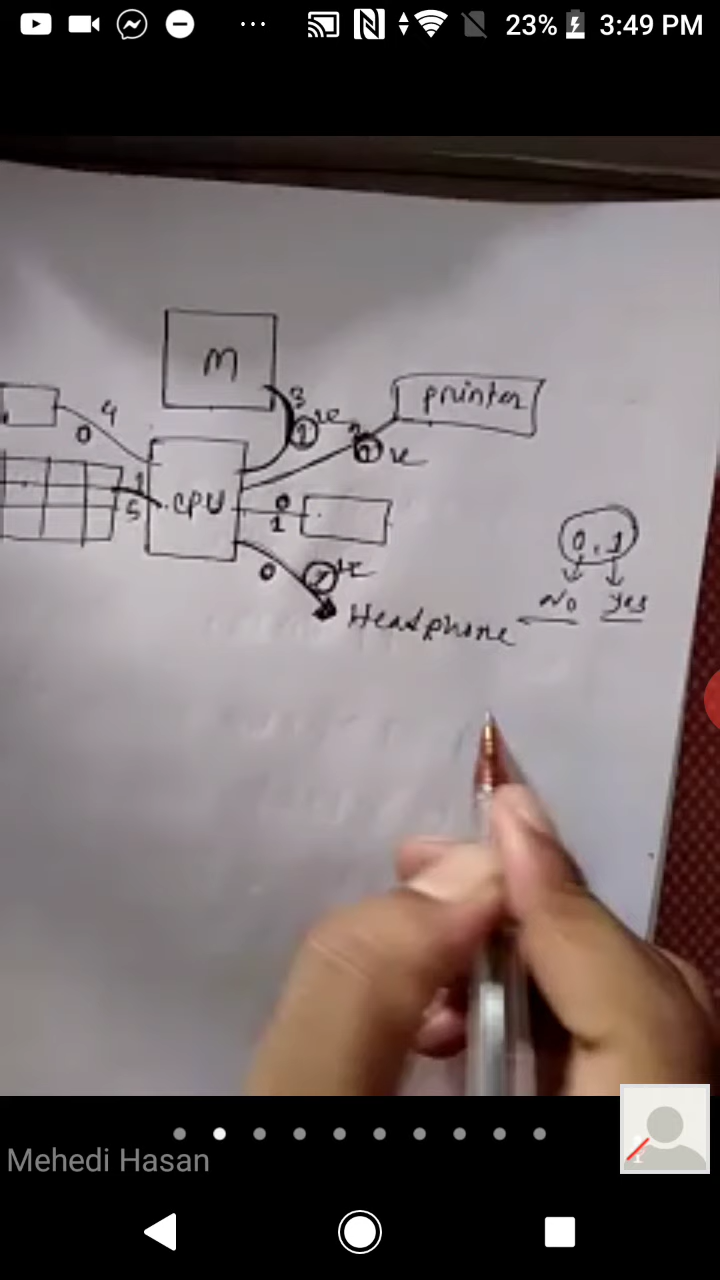 23% 3:49 PM
M
printer
4
3
0
1
CPU
0
5
1
0
0, 1
No yes
Headphone
Mehedi Hasan